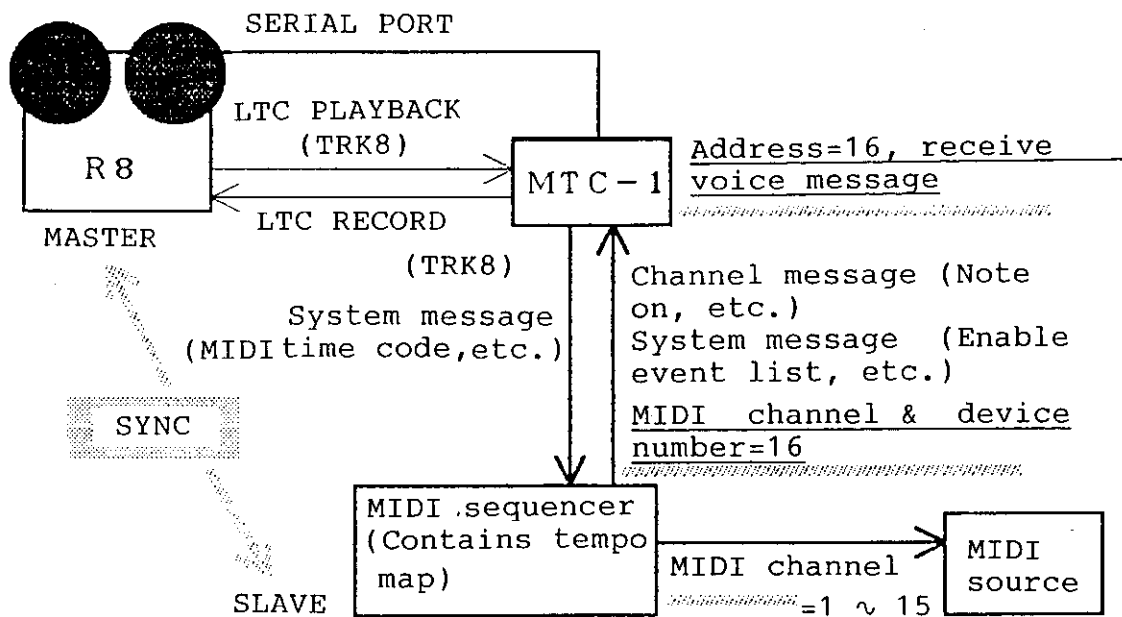 SERIAL PORT
LTC PLAYBACK
(TRK8)
R8
MTC-1
Address=16, receive
voice message
LTC RECORD
(TRK8)
MASTER
Channel message (Note
on, etc.)
System message (Enable
event list, etc.)
System message
(MIDI time code,etc.)
MIDI channel & device
number=16
SYNC
MIDI sequencer
(Contains tempo
map)
MIDI channel
=1 ~ 15
MIDI
source
SLAVE